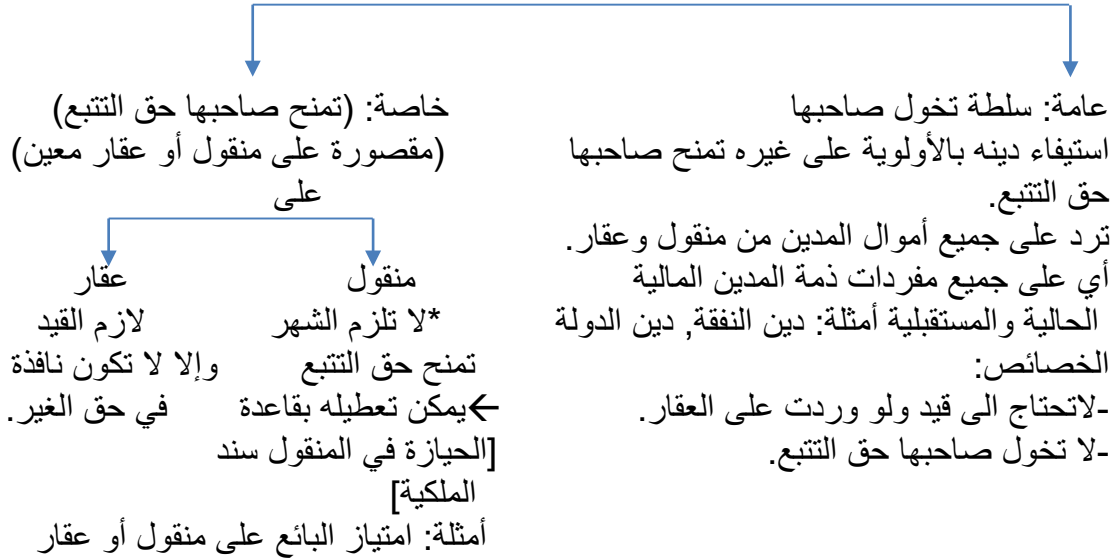 عامة: سلطة تخول صاحبها
استيفاء دينه بالأولوية على غيره تمنح صاحبها
حق التتبع.
ترد على جميع أموال المدين من منقول وعقار.
أي على جميع مفردات ذمة المدين المالية
الحالية والمستقبلية أمثلة: دين النفقة, دين الدولة
الخصائص:
-لاتحتاج الى قيد ولو وردت على العقار.
-لا تخول صاحبها حق التتبع.
خاصة: (تمنح صاحبها حق التتبع)
(مقصورة على منقول أو عقار معين)
على
منقول
*لا تلزم الشهر
تمنح حق التتبع
←يمكن تعطيله بقاعدة
[الحيازة في المنقول سند
الملكية]
عقار
لازم القيد
وإلا لا تكون نافذة
في حق الغير.
أمثلة: امتياز البائع على منقول أو عقار